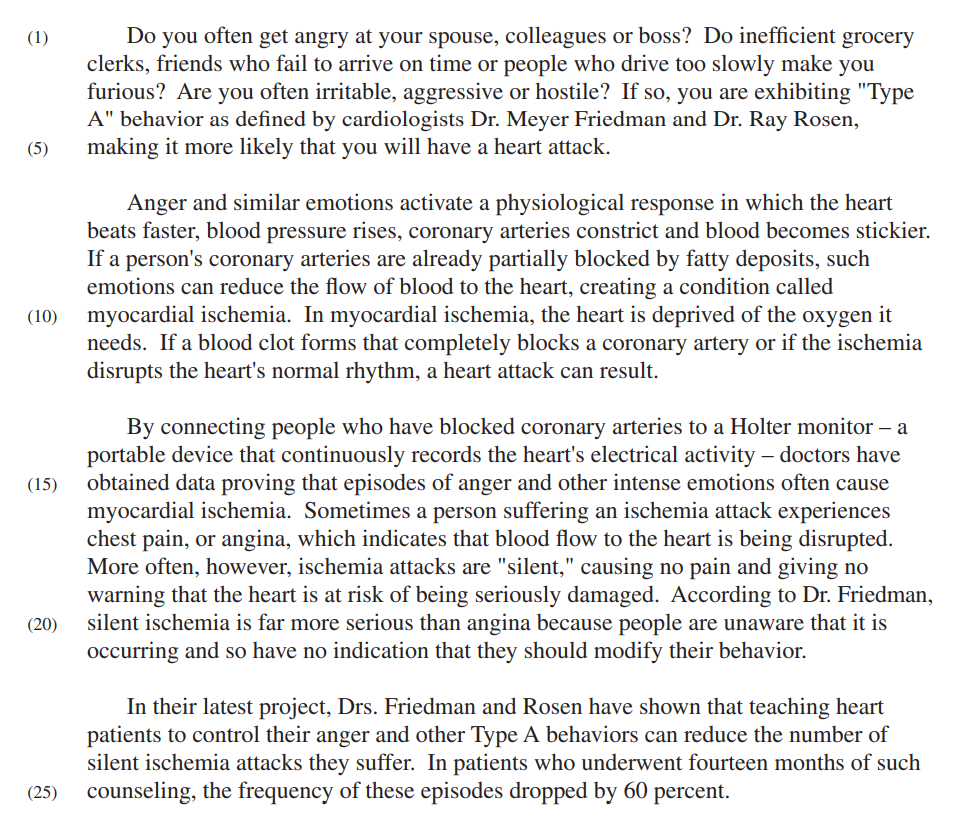 (1) Do you often get angry at your spouse, colleagues or boss? Do inefficient grocery
clerks, friends who fail to arrive on time or people who drive too slowly make you
furious? Are you often irritable, aggressive or hostile? If so, you are exhibiting "Type
A" behavior as defined by cardiologists Dr. Meyer Friedman and Dr. Ray Rosen,
(5) making it more likely that you will have a heart attack.
Anger and similar emotions activate a physiological response in which the heart
beats faster, blood pressure rises, coronary arteries constrict and blood becomes stickier.
If a person's coronary arteries are already partially blocked by fatty deposits, such
emotions can reduce the flow of blood to the heart, creating a condition called
(10) myocardial ischemia. In myocardial ischemia, the heart is deprived of the oxygen it
needs. If a blood clot forms that completely blocks a coronary artery or if the ischemia
disrupts the heart's normal rhythm, a heart attack can result.
By connecting people who have blocked coronary arteries to a Holter monitor – a
portable device that continuously records the heart's electrical activity – doctors have
(15) obtained data proving that episodes of anger and other intense emotions often cause
myocardial ischemia. Sometimes a person suffering an ischemia attack experiences
chest pain, or angina, which indicates that blood flow to the heart is being disrupted.
More often, however, ischemia attacks are "silent," causing no pain and giving no
warning that the heart is at risk of being seriously damaged. According to Dr. Friedman,
(20) silent ischemia is far more serious than angina because people are unaware that it is
occurring and so have no indication that they should modify their behavior.
In their latest project, Drs. Friedman and Rosen have shown that teaching heart
patients to control their anger and other Type A behaviors can reduce the number of
silent ischemia attacks they suffer. In patients who underwent fourteen months of such
(25) counseling, the frequency of these episodes dropped by 60 percent.